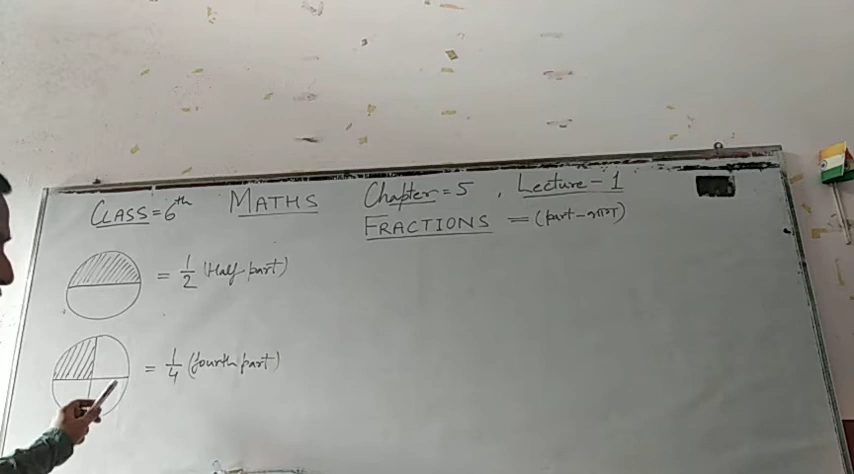 CLASS = 6th MATHS Chapter = 5 , Lecture - 1
FRACTIONS = (part - भाग)
= 1/2 (Half part)
= 1/4 (fourth part)